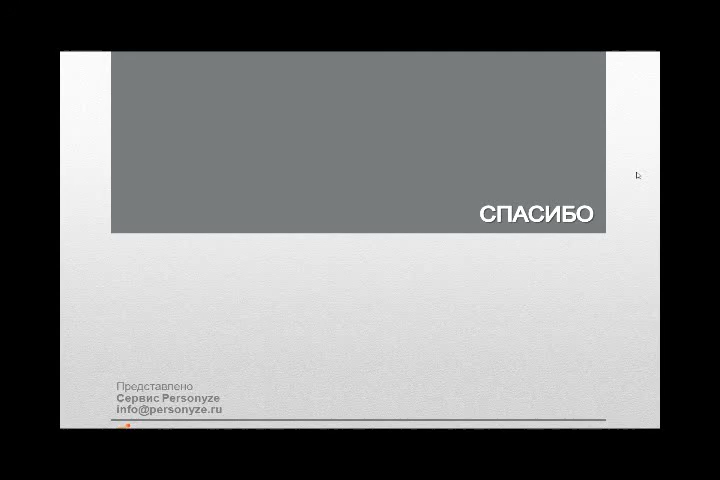 СПАСИБО
Представлено
Сервис Personyze
info@personyze.ru